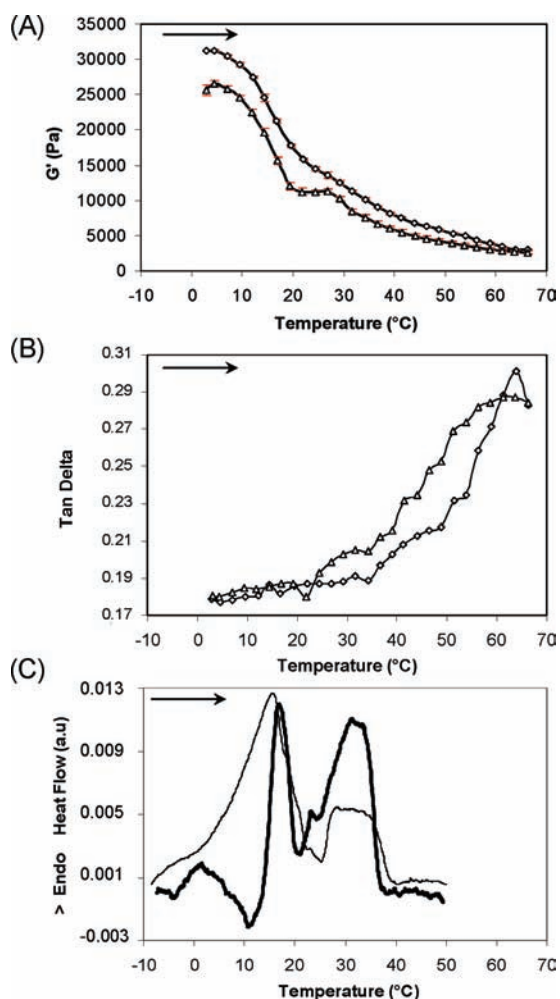 (A)
35000
30000
25000
20000
15000
10000
5000
0
G' (Pa)
-10 0 10 20 30 40 50 60 70
Temperature (°C)
(B)
0.31
0.29
0.27
0.25
0.23
0.21
0.19
0.17
Tan Delta
-10 0 10 20 30 40 50 60 70
Temperature (°C)
(C)
0.013
0.009
0.005
0.001
-0.003
> Endo Heat Flow (a.u)
-10 0 10 20 30 40 50 60 70
Temperature (°C)